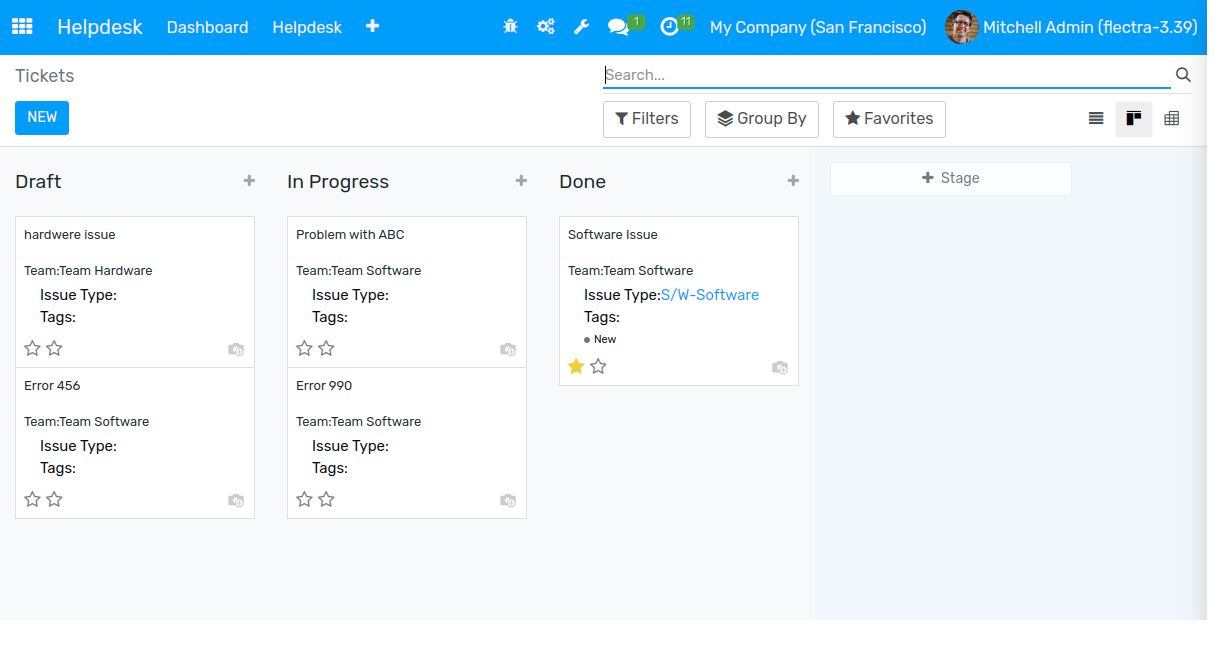 Helpdesk Dashboard Helpdesk 1 11 My Company (San Francisco) Mitchell Admin (flectra-3.39)
Tickets
Search...
NEW
Filters Group By Favorites
Draft
hardwere issue
Team:Team Hardware
Issue Type:
Tags:
Error 456
Team:Team Software
Issue Type:
Tags:
In Progress
Problem with ABC
Team:Team Software
Issue Type:
Tags:
Error 990
Team:Team Software
Issue Type:
Tags:
Done
Software Issue
Team:Team Software
Issue Type:S/W-Software
Tags:
New
Stage